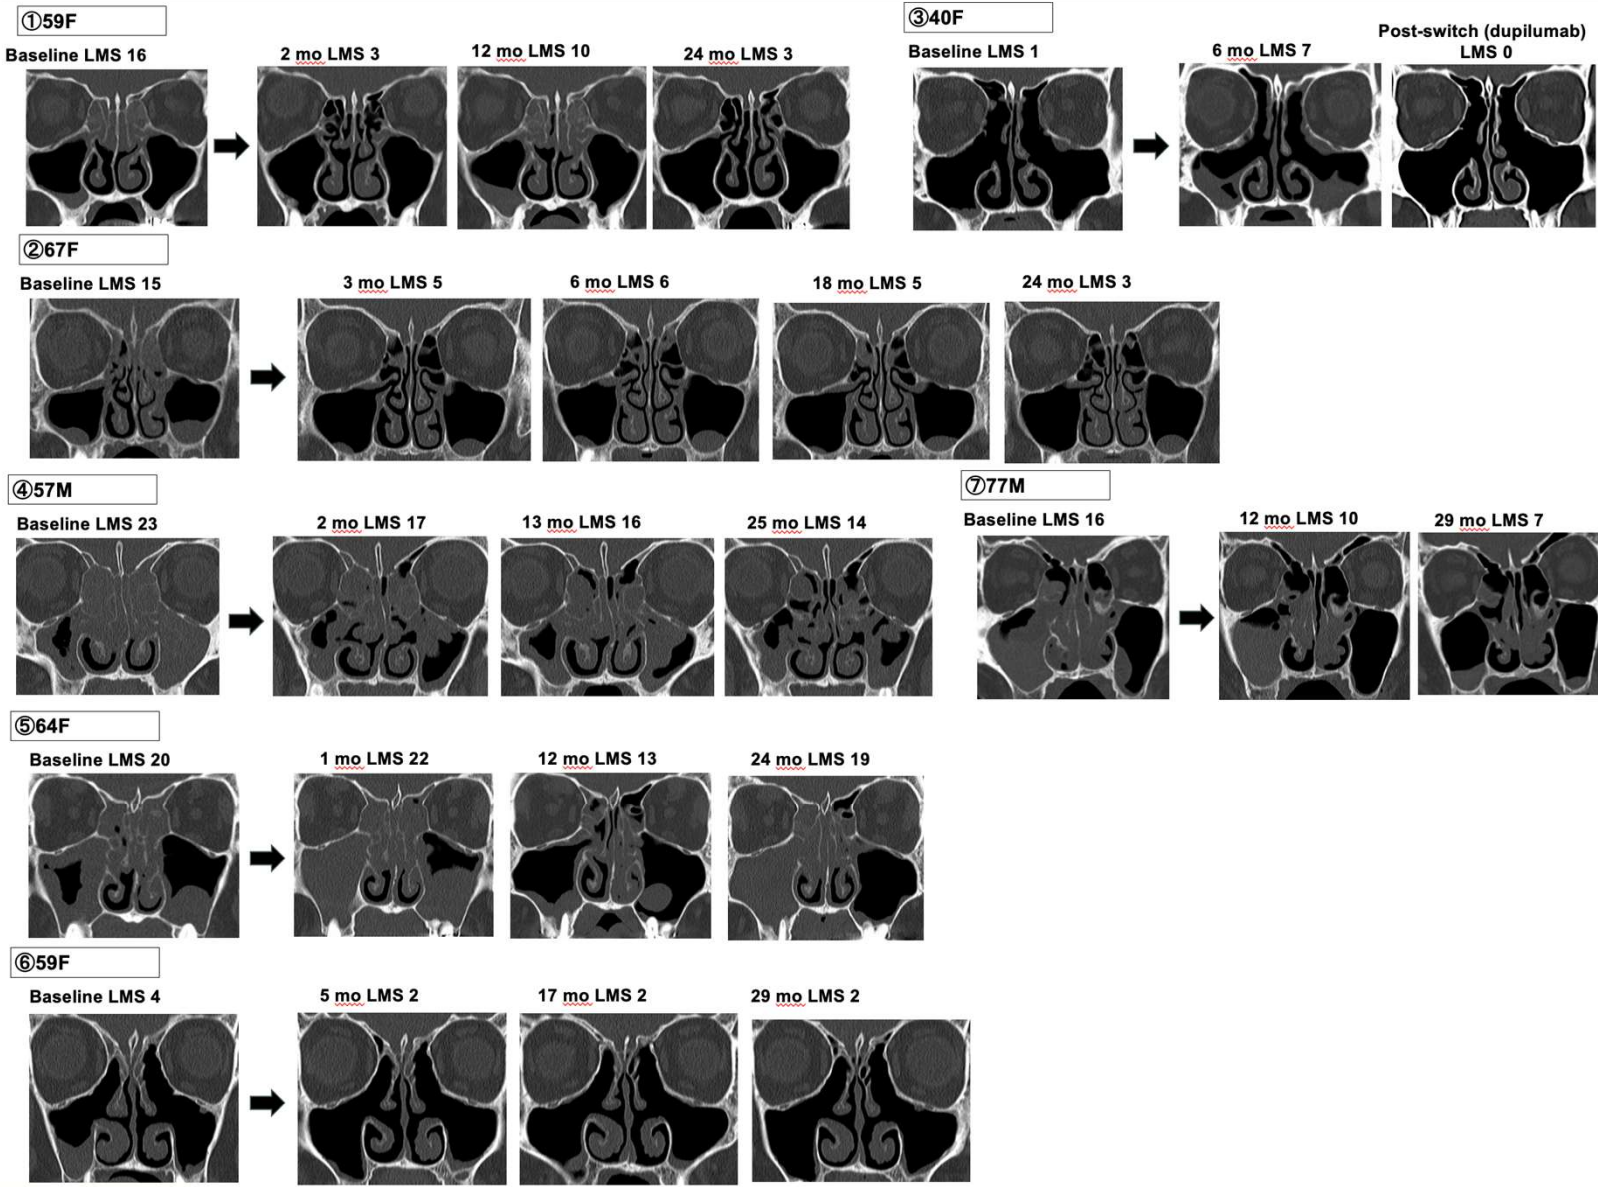 ①59F
Baseline LMS 16
2 mo LMS 3
12 mo LMS 10
24 mo LMS 3
③40F
Baseline LMS 1
6 mo LMS 7
Post-switch (dupilumab)
LMS 0
②67F
Baseline LMS 15
3 mo LMS 5
6 mo LMS 6
18 mo LMS 5
24 mo LMS 3
④57M
Baseline LMS 23
2 mo LMS 17
13 mo LMS 16
25 mo LMS 14
⑦77M
Baseline LMS 16
12 mo LMS 10
29 mo LMS 7
⑤64F
Baseline LMS 20
1 mo LMS 22
12 mo LMS 13
24 mo LMS 19
⑥59F
Baseline LMS 4
5 mo LMS 2
17 mo LMS 2
29 mo LMS 2